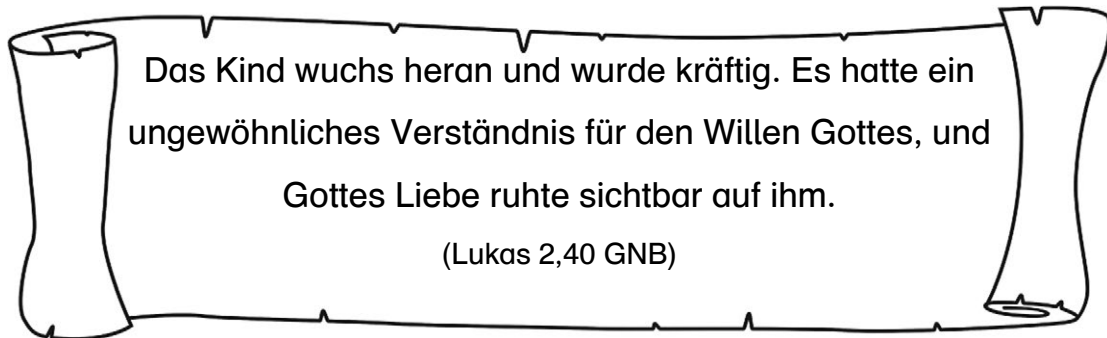 Das Kind wuchs heran und wurde kräftig. Es hatte ein
ungewöhnliches Verständnis für den Willen Gottes, und
Gottes Liebe ruhte sichtbar auf ihm.
(Lukas 2,40 GNB)